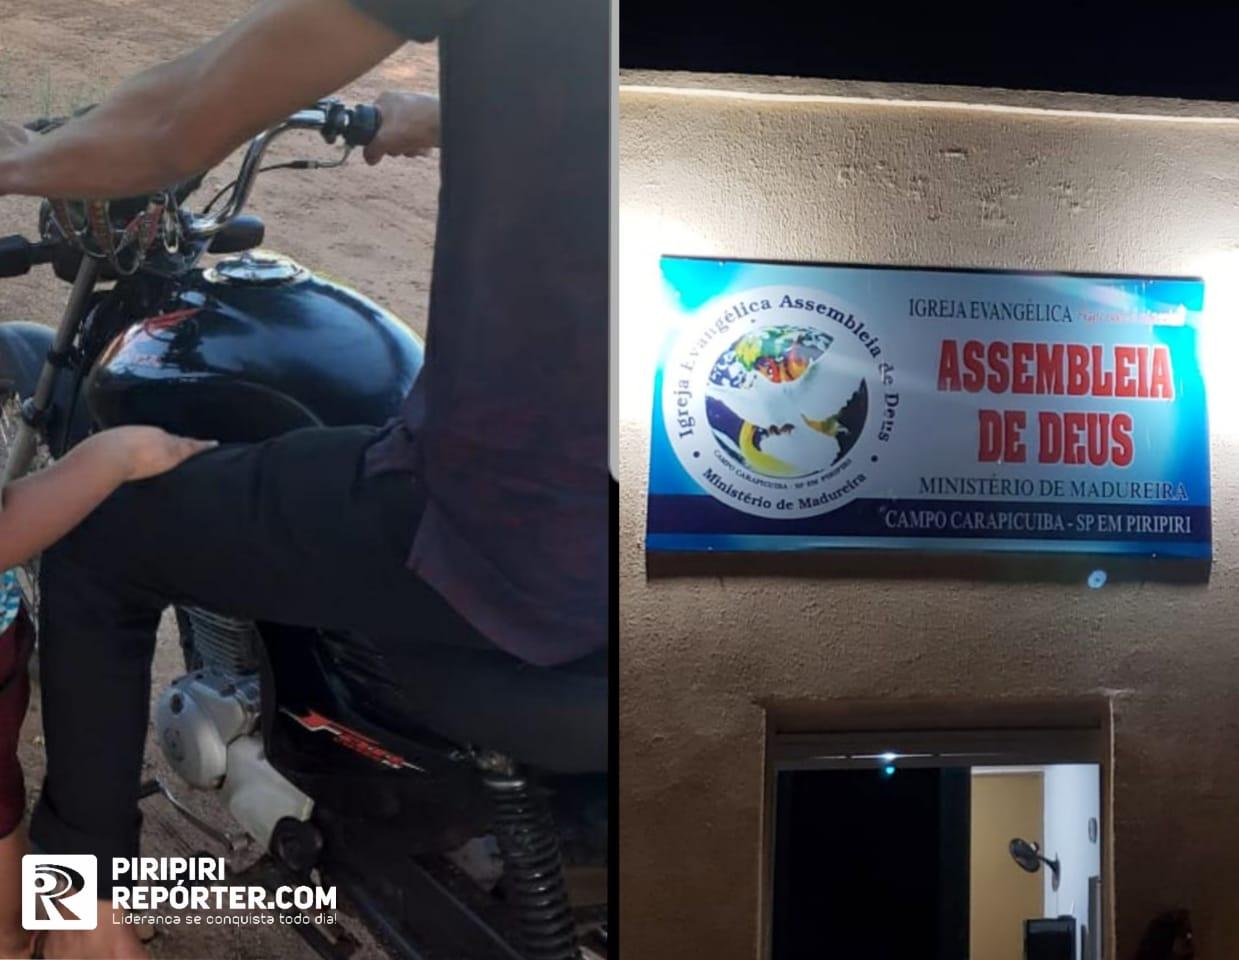 Igreja Evangélica Assembleia de Deus
CAMPO CARAPICUIBA - SP EM PIRIPIRI
Ministério de Madureira
IGREJA EVANGÉLICA
ASSEMBLEIA
DE DEUS
MINISTÉRIO DE MADUREIRA
CAMPO CARAPICUIBA - SP EM PIRIPIRI
PIRIPIRI
REPÓRTER.COM
Liderança se conquista todo dia!